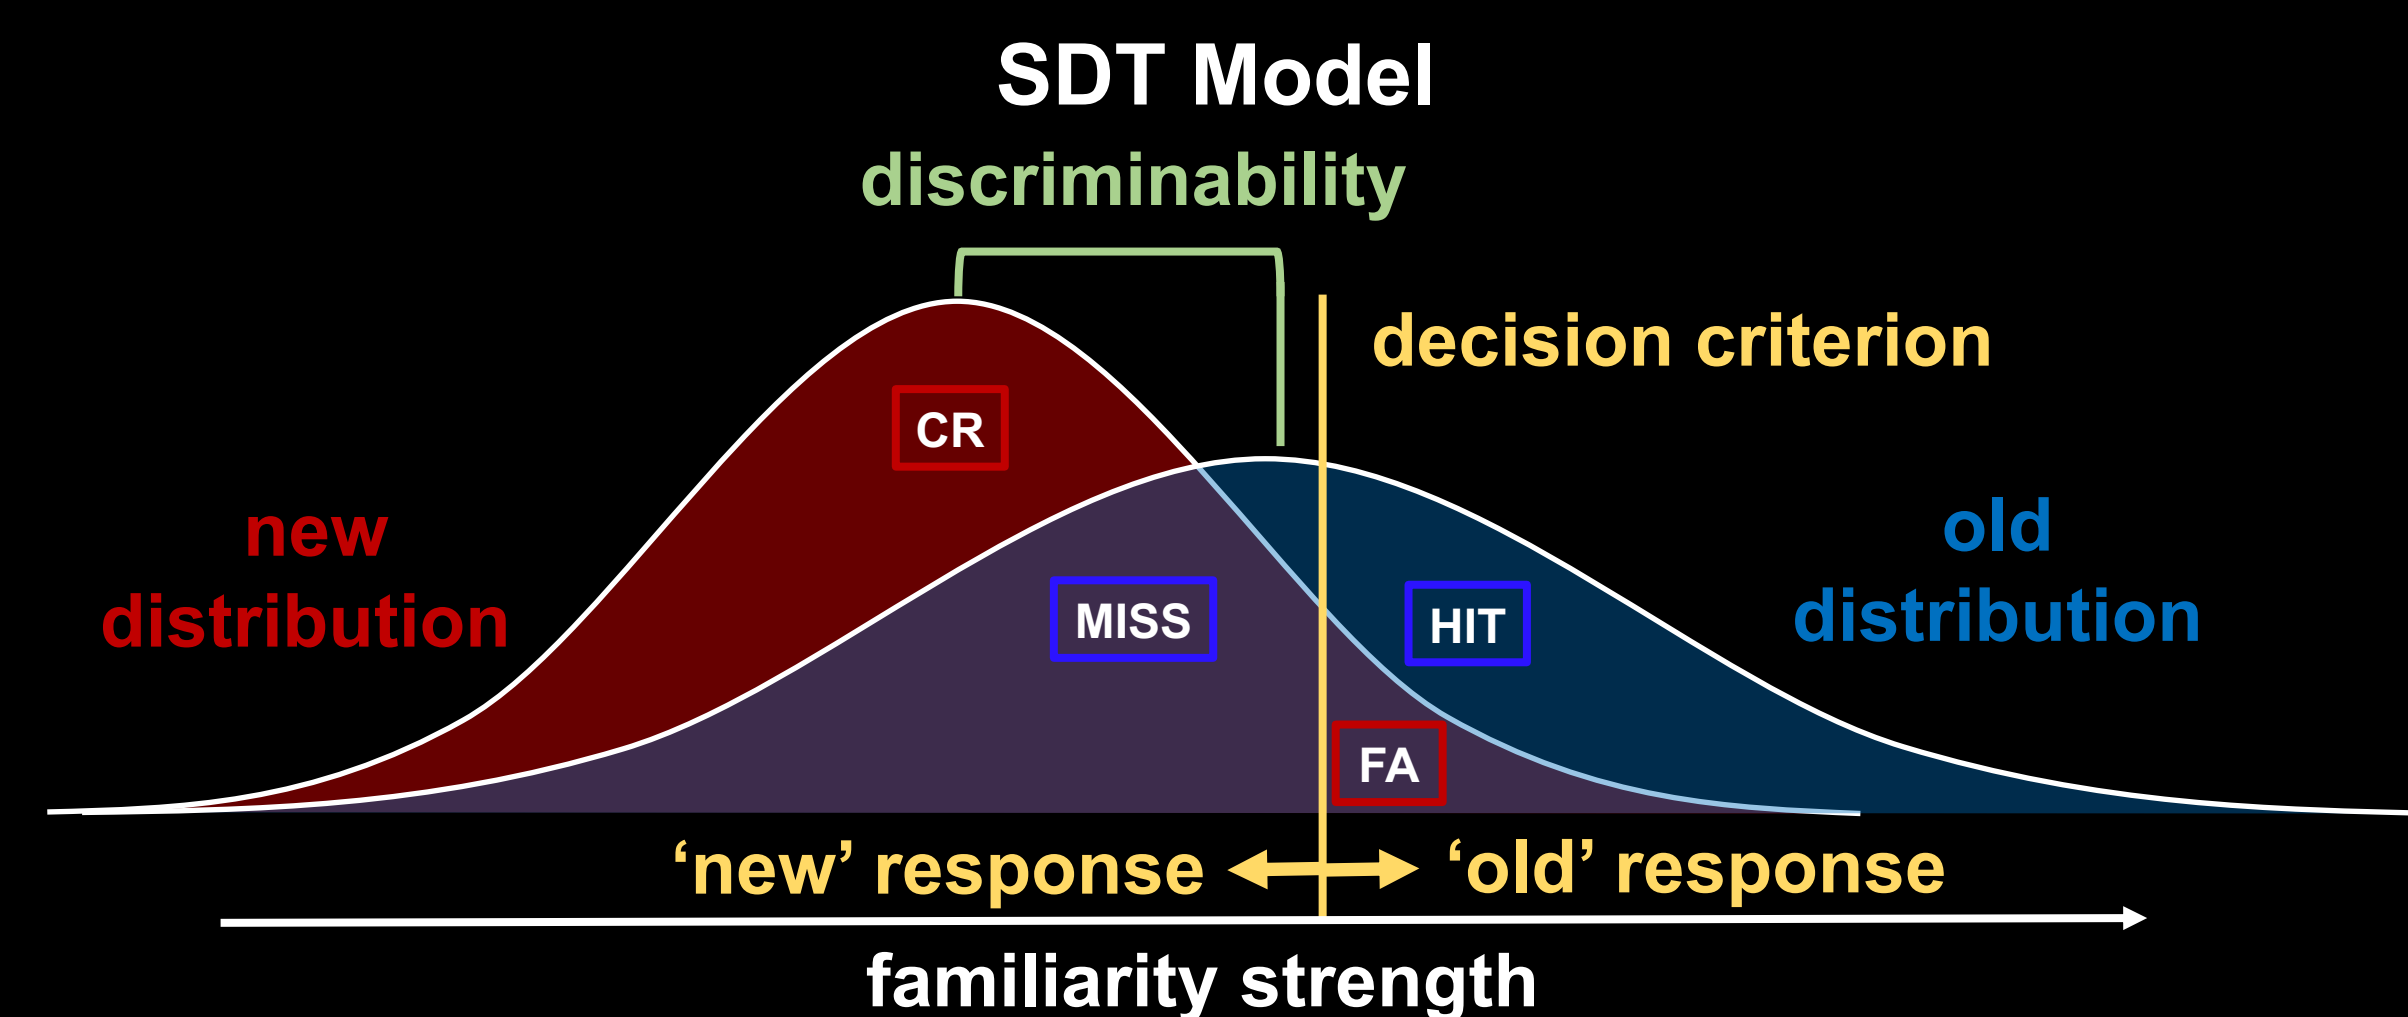 SDT Model
discriminability
decision criterion
CR
new
distribution
old
distribution
MISS
HIT
FA
‘new’ response
‘old’ response
familiarity strength